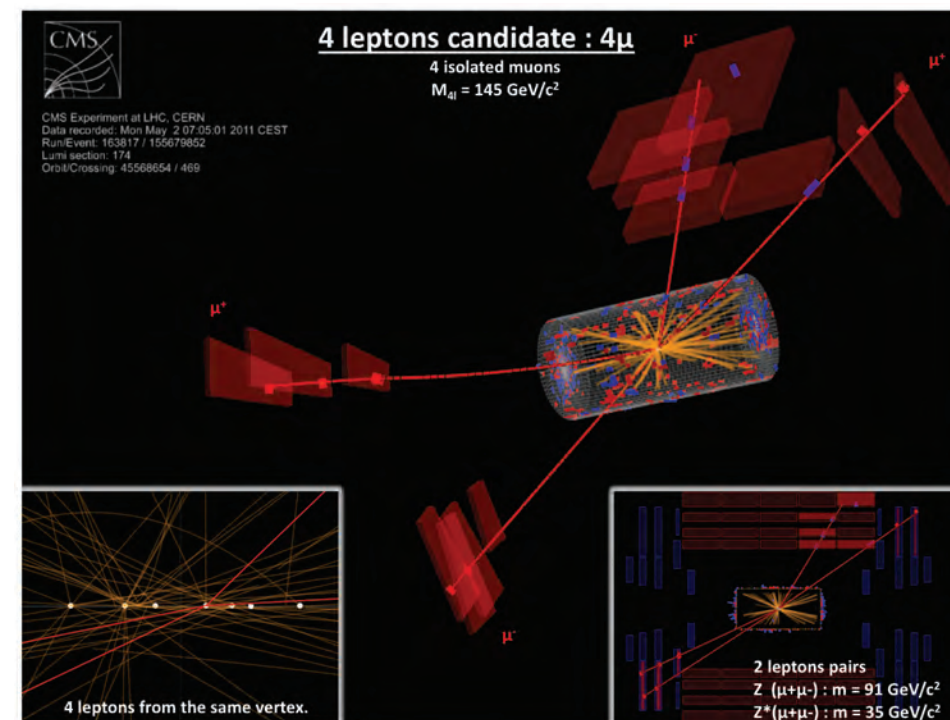 CMS
4 leptons candidate : 4μ
4 isolated muons
M4l = 145 GeV/c²
CMS Experiment at LHC, CERN
Data recorded: Mon May 2 07:05:01 2011 CEST
Run/Event: 163817 / 155679852
Lumi section: 174
Orbit/Crossing: 45568654 / 469
μ-
μ+
μ+
μ-
4 leptons from the same vertex.
2 leptons pairs
Z (μ+μ-) : m = 91 GeV/c²
Z*(μ+μ-) : m = 35 GeV/c²